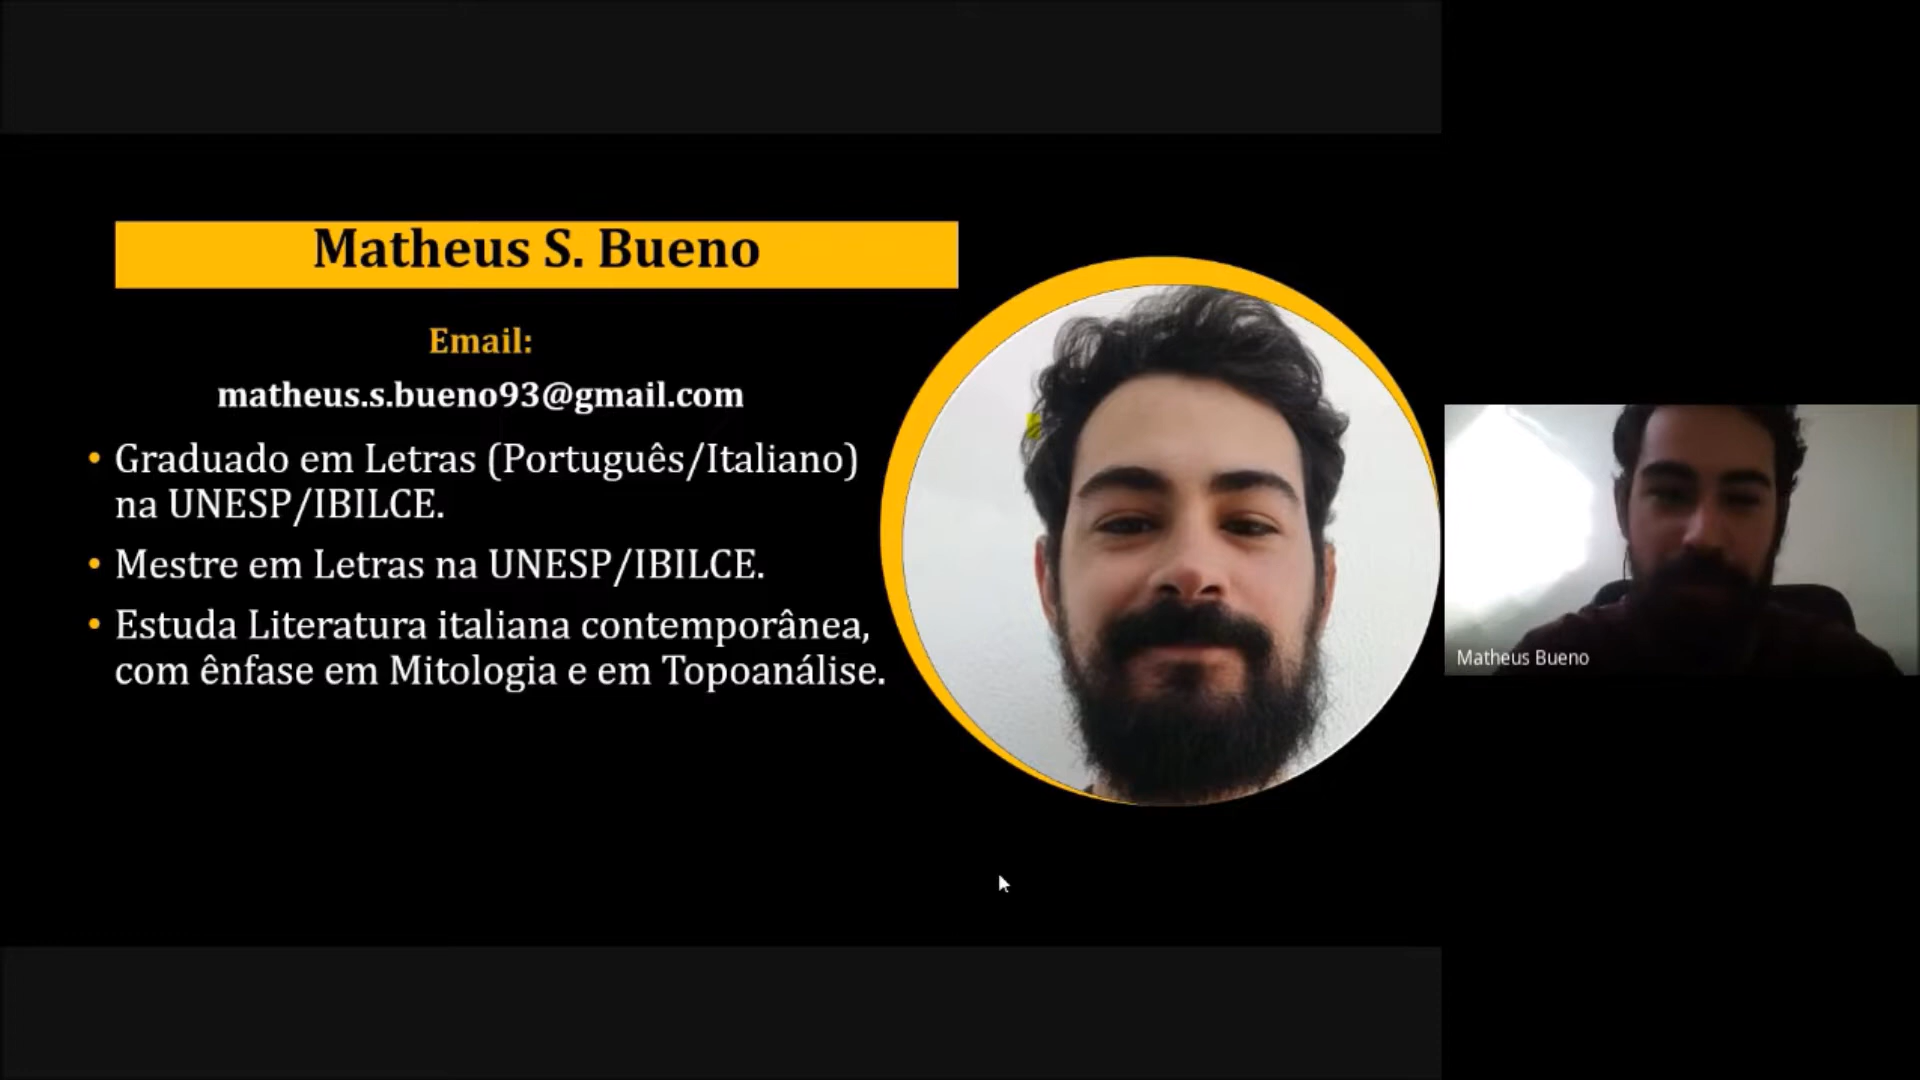 Matheus S. Bueno
Email:
matheus.s.bueno93@gmail.com
• Graduado em Letras (Português/Italiano)
na UNESP/IBILCE.
• Mestre em Letras na UNESP/IBILCE.
• Estuda Literatura italiana contemporânea,
com ênfase em Mitologia e em Topoanálise.
Matheus Bueno